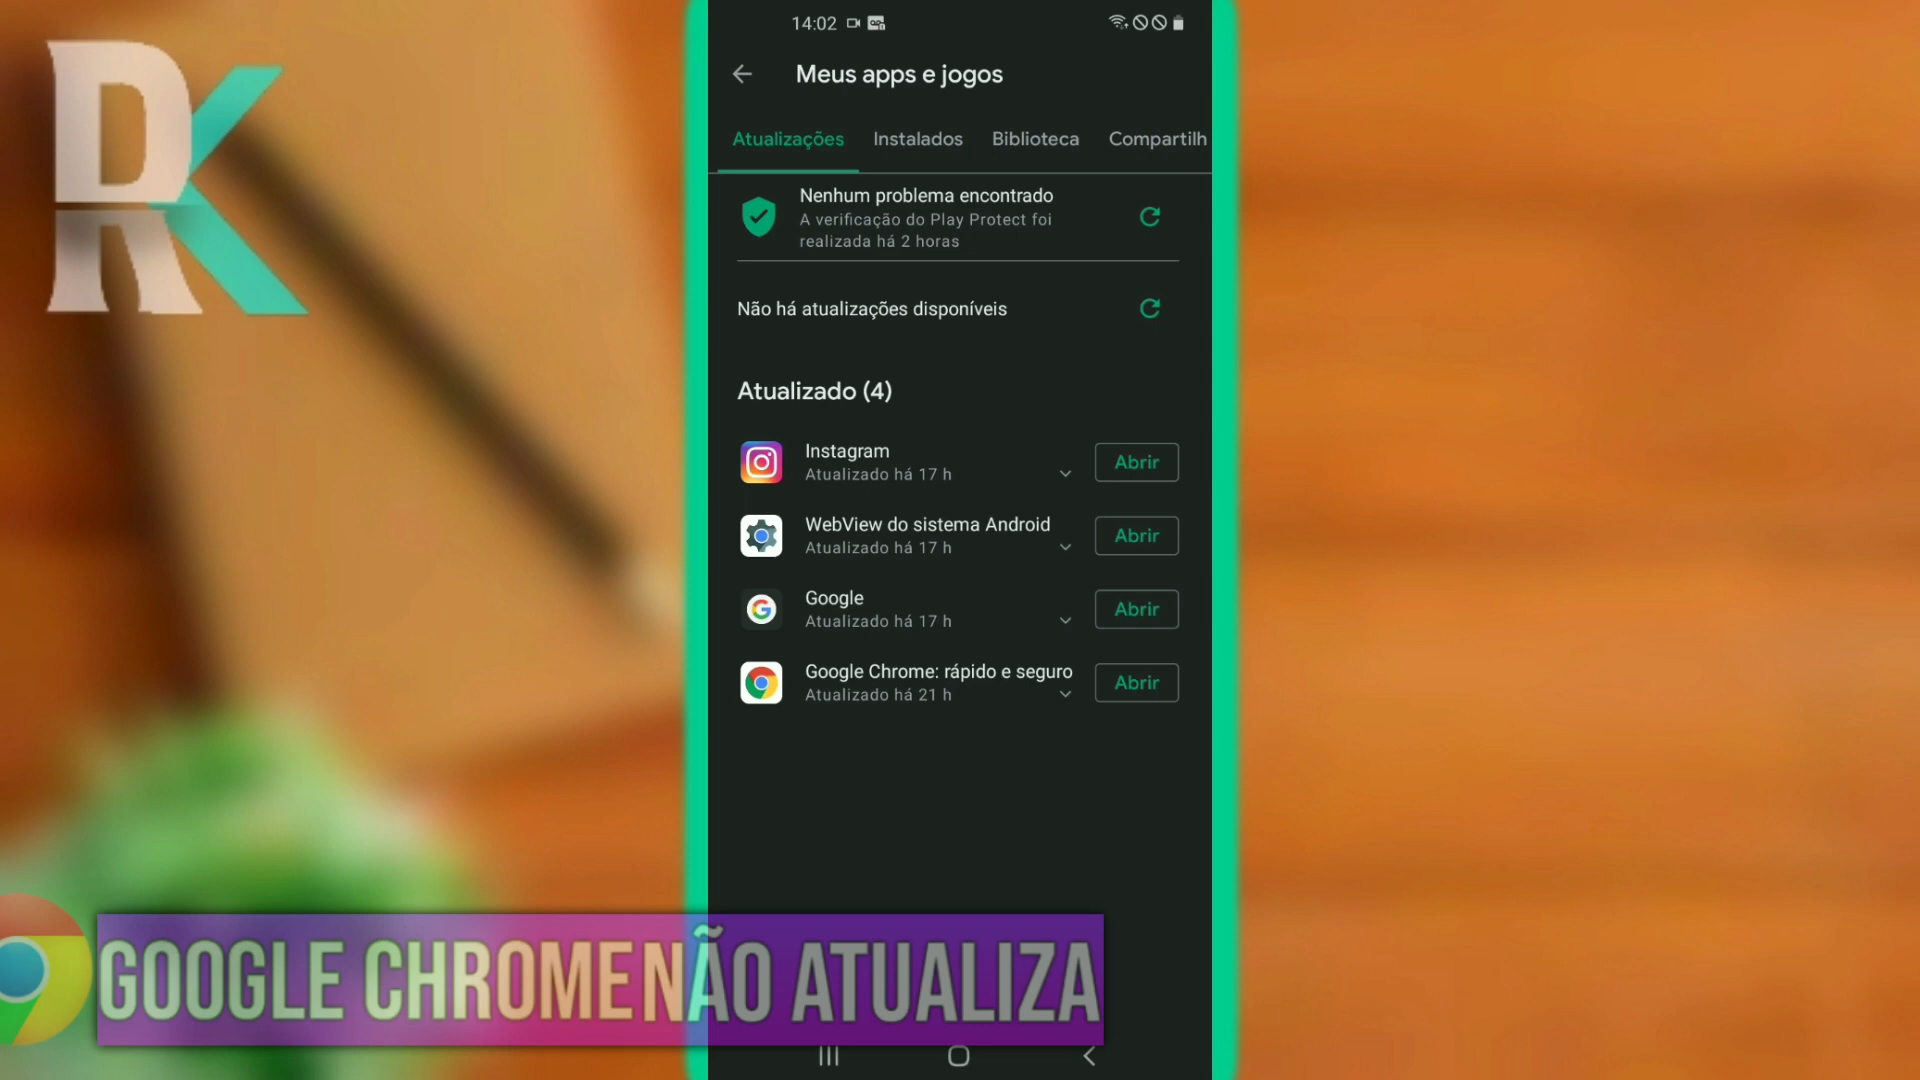 DK
R
14:02
Meus apps e jogos
Atualizações Instalados Biblioteca Compartilh
Nenhum problema encontrado
A verificação do Play Protect foi
realizada há 2 horas
Não há atualizações disponíveis
Atualizado (4)
Instagram
Atualizado há 17 h
Abrir
WebView do sistema Android
Atualizado há 17 h
Abrir
Google
Atualizado há 17 h
Abrir
Google Chrome: rápido e seguro
Atualizado há 21 h
Abrir
GOOGLE CHROME NÃO ATUALIZA